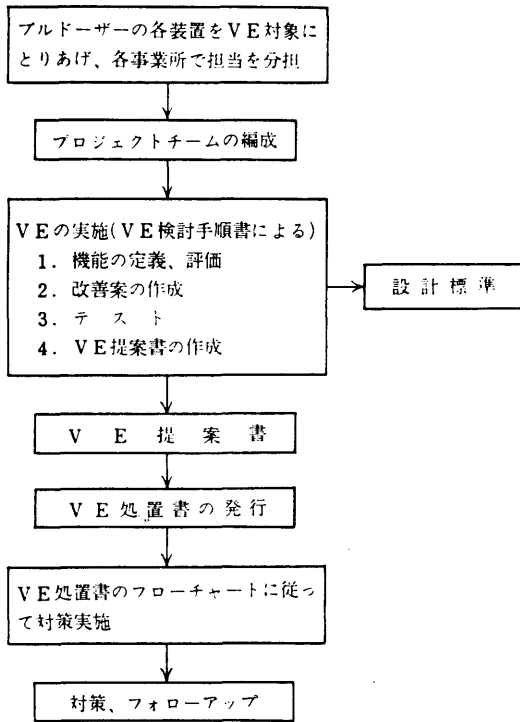 ブルドーザーの各装置をVE対象に
とりあげ、各事業所で担当を分担
プロジェクトチームの編成
VEの実施(VE検討手順書による)
1. 機能の定義、評価
2. 改善案の作成
3. テスト
4. VE提案書の作成
設計標準
VE提案書
VE処置書の発行
VE処置書のフローチャートに従っ
て対策実施
対策、フォローアップ